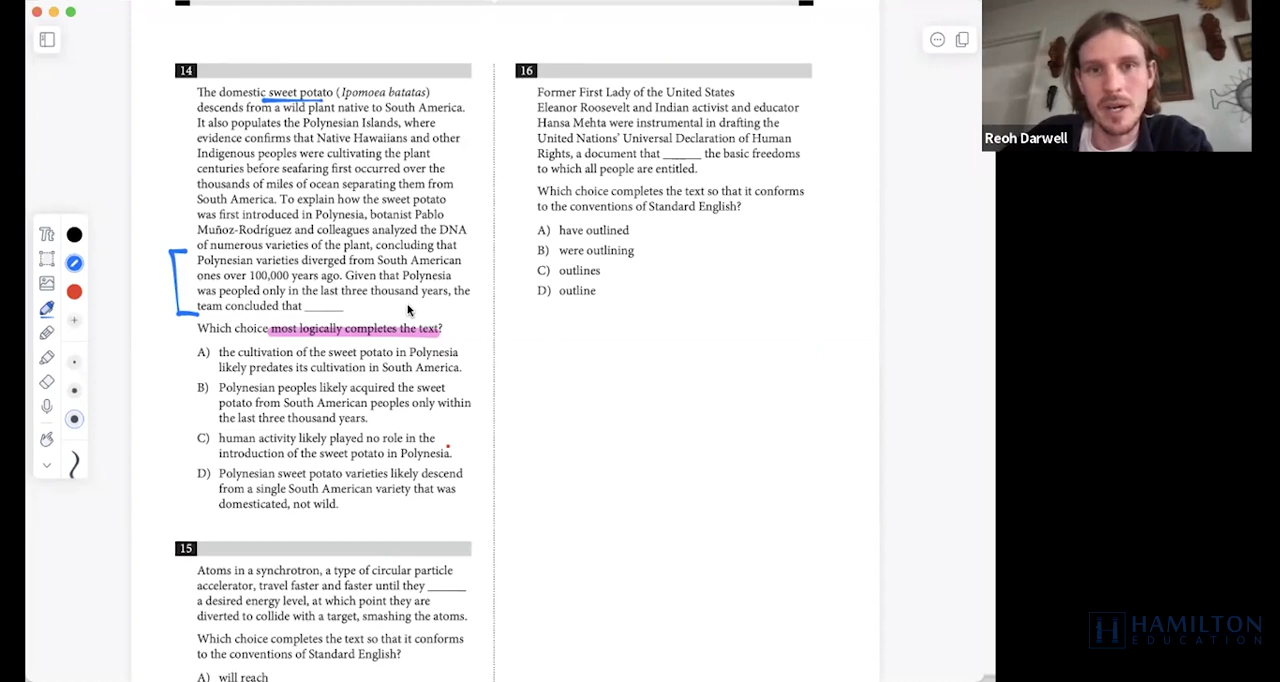 14
The domestic sweet potato (Ipomoea batatas)
descends from a wild plant native to South America.
It also populates the Polynesian Islands, where
evidence confirms that Native Hawaiians and other
Indigenous peoples were cultivating the plant
centuries before seafaring first occurred over the
thousands of miles of ocean separating them from
South America. To explain how the sweet potato
was first introduced in Polynesia, botanist Pablo
Muñoz-Rodríguez and colleagues analyzed the DNA
of numerous varieties of the plant, concluding that
Polynesian varieties diverged from South American
ones over 100,000 years ago. Given that Polynesia
was peopled only in the last three thousand years, the
team concluded that ______
Which choice most logically completes the text?
A) the cultivation of the sweet potato in Polynesia
likely predates its cultivation in South America.
B) Polynesian peoples likely acquired the sweet
potato from South American peoples only within
the last three thousand years.
C) human activity likely played no role in the
introduction of the sweet potato in Polynesia.
D) Polynesian sweet potato varieties likely descend
from a single South American variety that was
domesticated, not wild.
15
Atoms in a synchrotron, a type of circular particle
accelerator, travel faster and faster until they ______
a desired energy level, at which point they are
diverted to collide with a target, smashing the atoms.
Which choice completes the text so that it conforms
to the conventions of Standard English?
A) will reach
16
Former First Lady of the United States
Eleanor Roosevelt and Indian activist and educator
Hansa Mehta were instrumental in drafting the
United Nations’ Universal Declaration of Human
Rights, a document that ______ the basic freedoms
to which all people are entitled.
Which choice completes the text so that it conforms
to the conventions of Standard English?
A) have outlined
B) were outlining
C) outlines
D) outline
Reoh Darwell
Tt
HAMILTON
EDUCATION